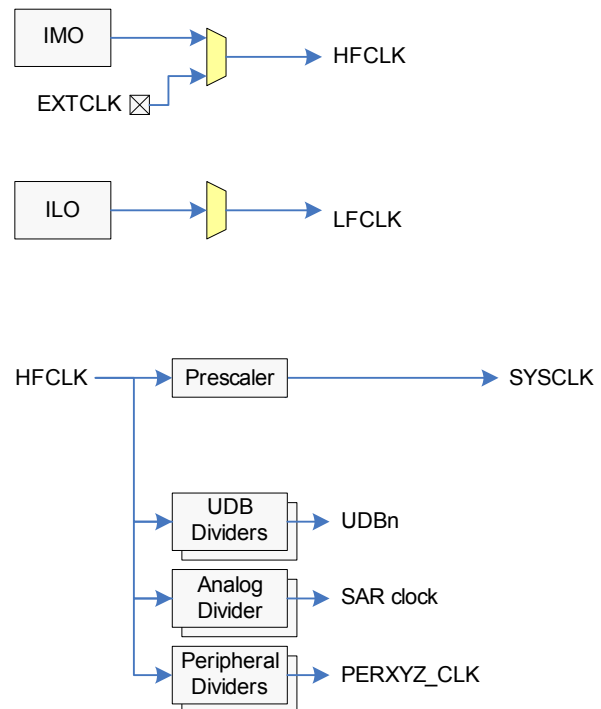 IMO
HFCLK
EXTCLK
ILO
LFCLK
HFCLK
Prescaler
SYSCLK
UDB
Dividers
UDBn
Analog
Divider
SAR clock
Peripheral
Dividers
PERXYZ_CLK